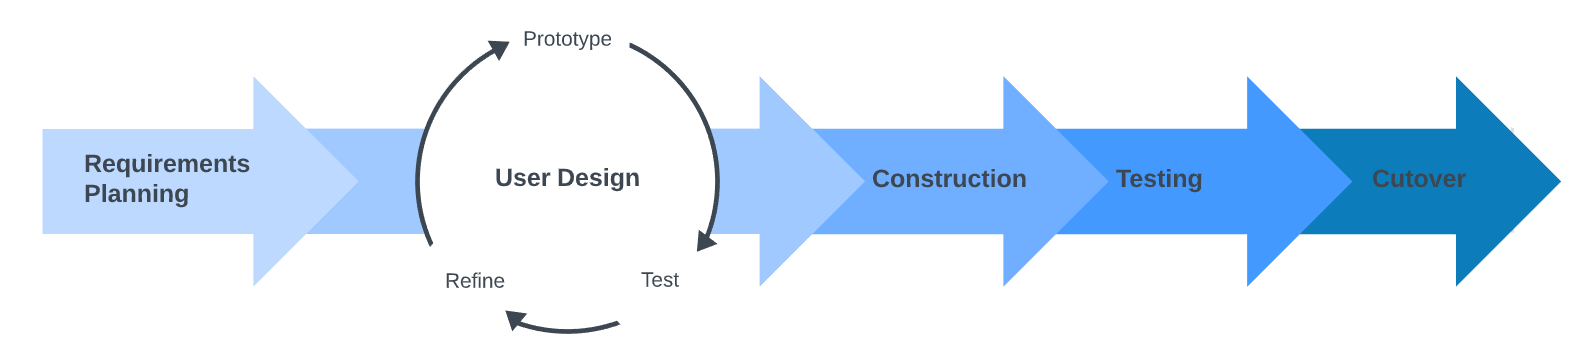 Requirements
Planning
Prototype
User Design
Refine
Test
Construction
Testing
Cutover